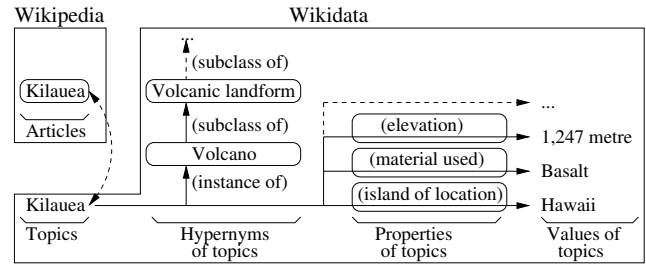 Wikipedia
Wikidata
...
(subclass of)
Kilauea
Volcanic landform
...
Articles
(subclass of)
(elevation)
1,247 metre
Volcano
(material used)
Basalt
(instance of)
(island of location)
Kilauea
Hawaii
Topics
Hypernyms
of topics
Properties
of topics
Values of
topics